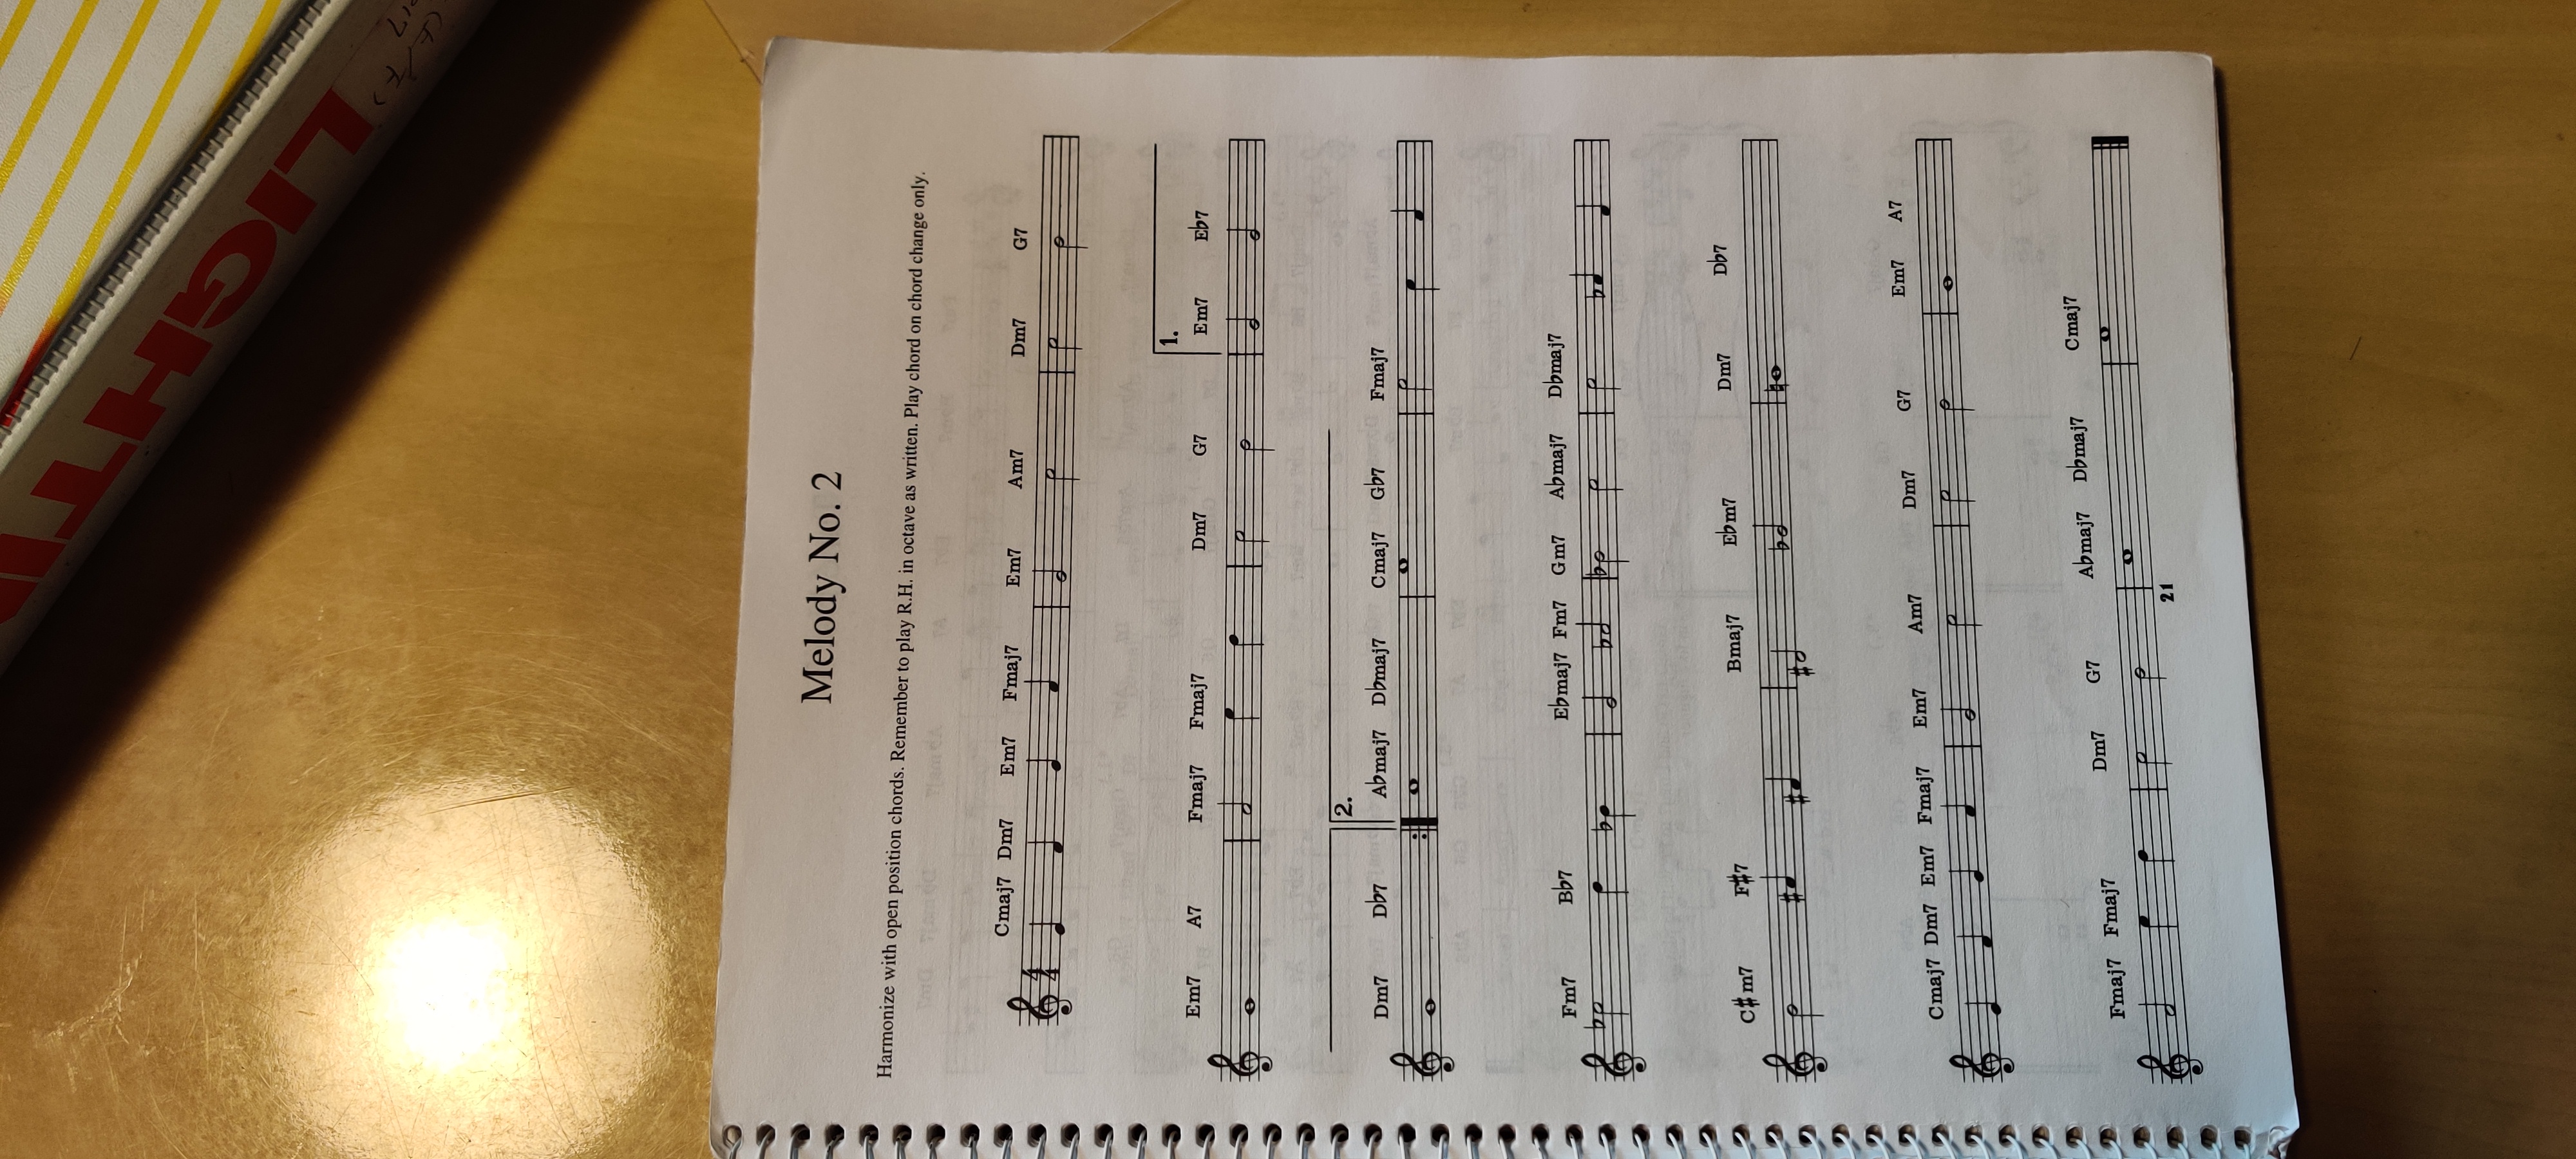 Melody No. 2
Harmonize with open position chords. Remember to play R.H. in octave as written. Play chord on chord change only.
Cmaj7 Dm7 Em7 Fmaj7 Em7 Am7 Dm7 G7
4
4
1.
Em7 A7 Fmaj7 Fmaj7 Dm7 G7 Em7 E♭7
2.
Dm7 D♭7 A♭maj7 D♭maj7 Cmaj7 G♭7 Fmaj7
Fm7 B♭7 E♭maj7 Fm7 Gm7 A♭maj7 D♭maj7
C♯m7 F♯7 Bmaj7 E♭m7 Dm7 D♭7
Cmaj7 Dm7 Em7 Fmaj7 Em7 Am7 Dm7 G7 Em7 A7
Fmaj7 Fmaj7 Dm7 G7 A♭maj7 D♭maj7 Cmaj7
21